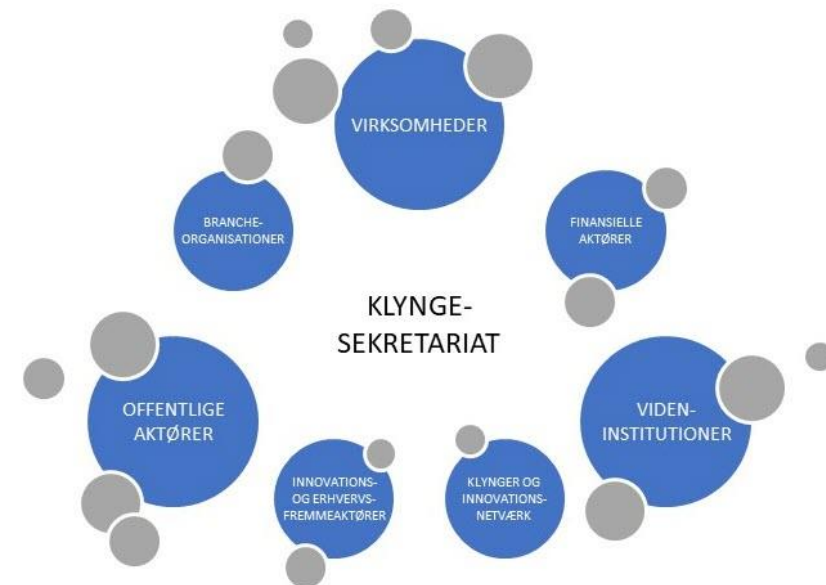 VIRKSOMHEDER
BRANCHE-
ORGANISATIONER
FINANSIELLE
AKTØRER
KLYNGE-
SEKRETARIAT
OFFENTLIGE
AKTØRER
VIDEN-
INSTITUTIONER
INNOVATIONS-
OG ERHVERVS-
FREMMEAKTØRER
KLYNGER OG
INNOVATIONS-
NETVÆRK